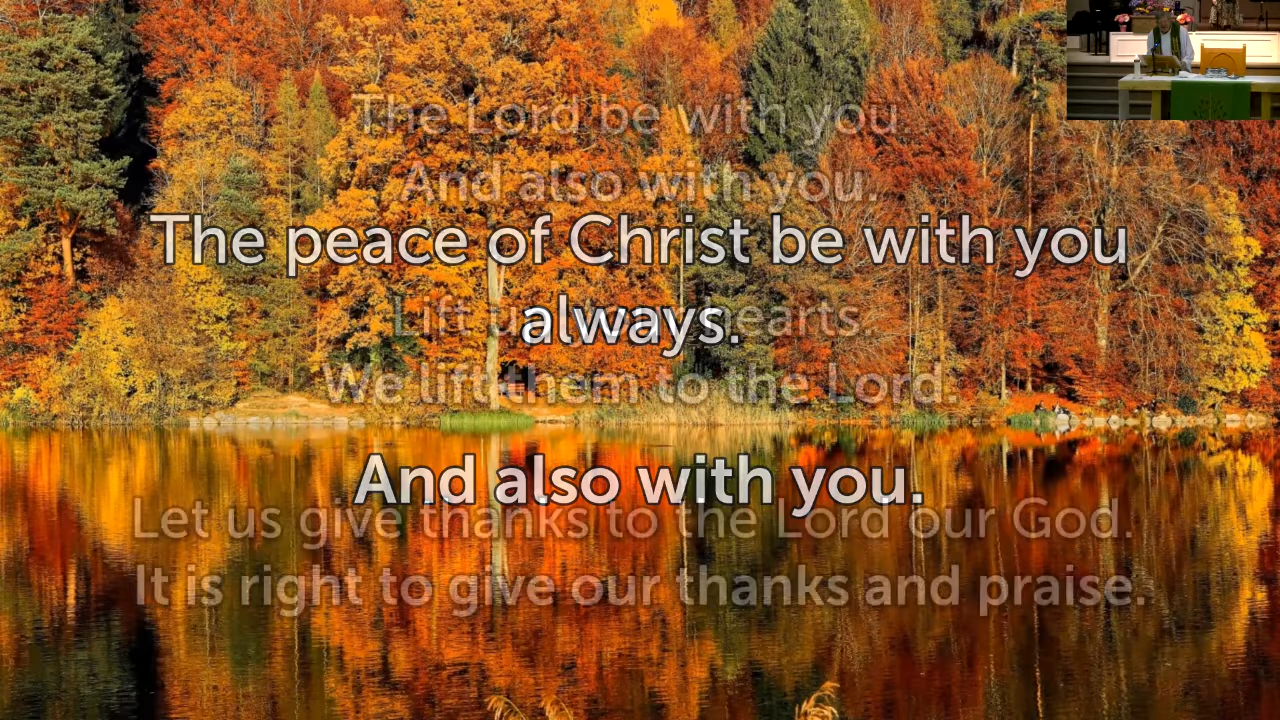 The Lord be with you.
And also with you.
The peace of Christ be with you
always.
Lift up your hearts.
We lift them to the Lord.
And also with you.
Let us give thanks to the Lord our God.
It is right to give our thanks and praise.